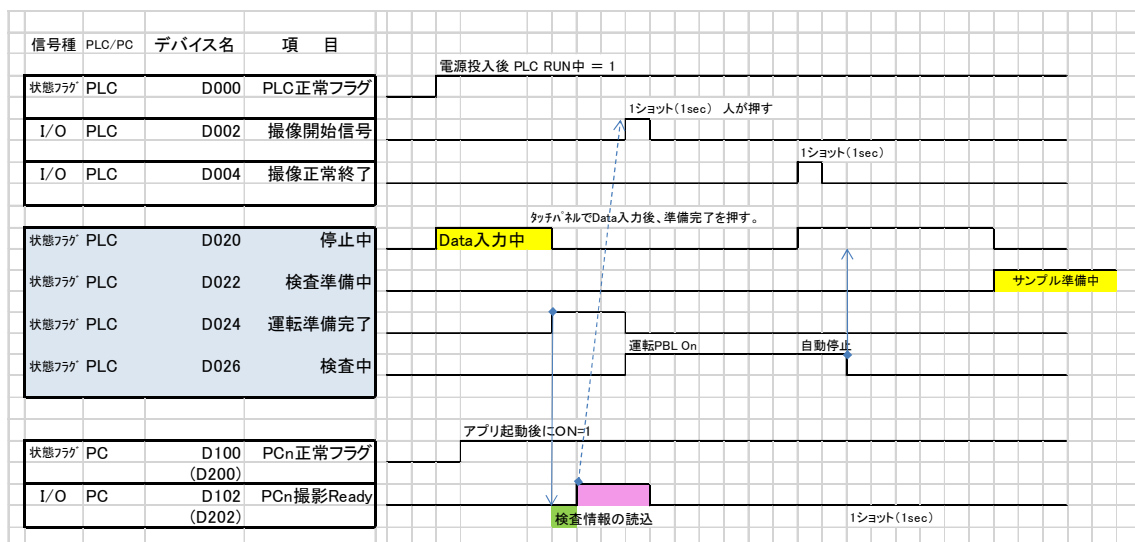 信号種 PLC/PC デバイス名 項 目
電源投入後 PLC RUN中 = 1
状態フラグ PLC D000 PLC正常フラグ
1ショット(1sec) 人が押す
I/O PLC D002 撮像開始信号
1ショット(1sec)
I/O PLC D004 撮像正常終了
タッチパネルでData入力後、準備完了を押す。
状態フラグ PLC D020 停止中 Data入力中
状態フラグ PLC D022 検査準備中 サンプル準備中
状態フラグ PLC D024 運転準備完了
運転PBL On 自動停止
状態フラグ PLC D026 検査中
アプリ起動後にON=1
状態フラグ PC D100 PCn正常フラグ
(D200)
I/O PC D102 PCn撮影Ready
(D202) 検査情報の読込 1ショット(1sec)